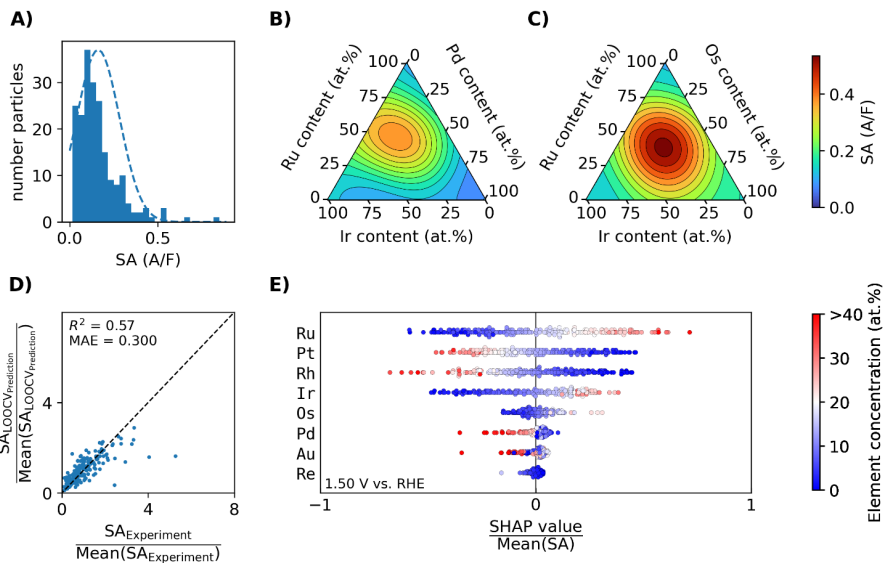 A)
number particles
30
20
10
0
0.0
0.5
SA (A/F)
B)
Ru content (at.%)
Pd content (at.%)
100
75
50
25
0
0
25
50
75
100
100
75
50
25
0
Ir content (at.%)
C)
Ru content (at.%)
Os content (at.%)
100
75
50
25
0
0
25
50
75
100
100
75
50
25
0
Ir content (at.%)
0.4
0.2
0.0
SA (A/F)
D)
R² = 0.57
MAE = 0.300
SA_LOOCV_Prediction
Mean(SA_LOOCV_Prediction)
8
4
0
0
4
8
SA_Experiment
Mean(SA_Experiment)
E)
Ru
Pt
Rh
Ir
Os
Pd
Au
Re
1.50 V vs. RHE
−1
0
1
SHAP value
Mean(SA)
>40
30
20
10
0
Element concentration (at.%)